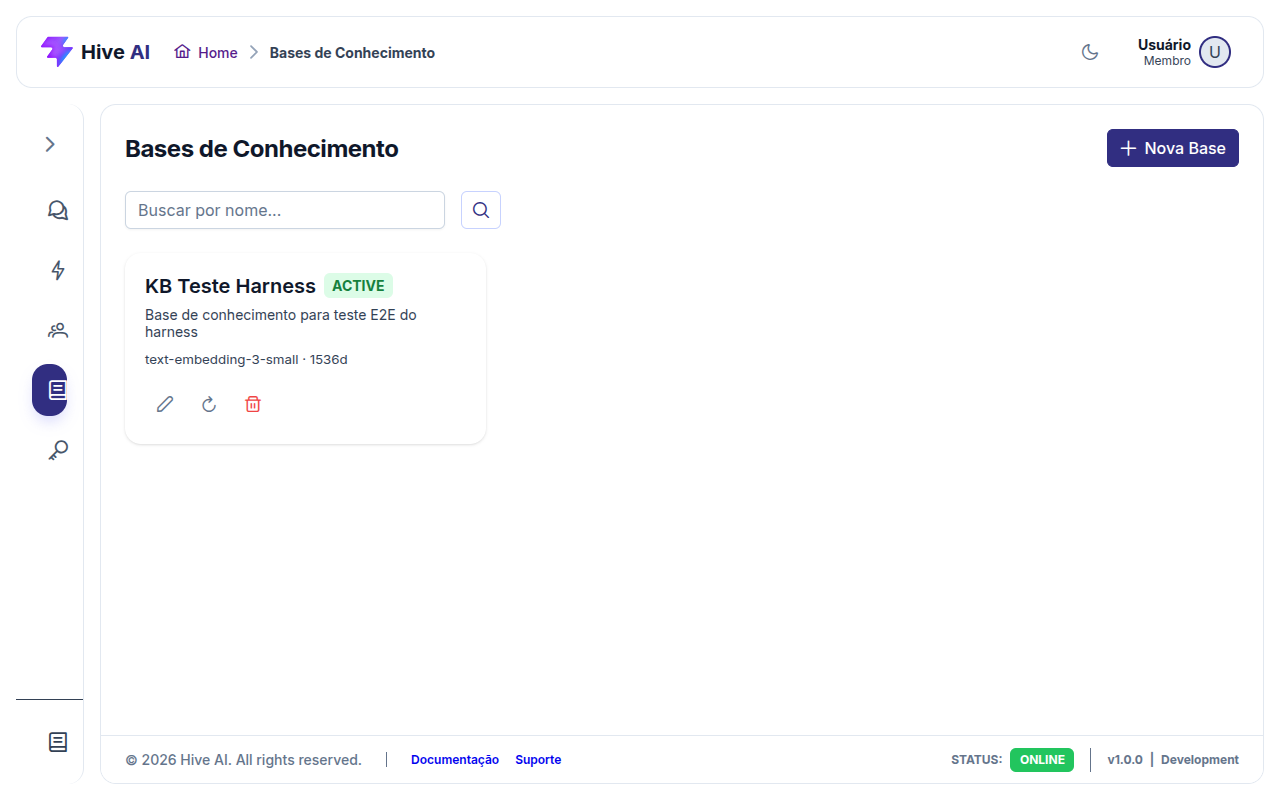 Hive AI
Home
Bases de Conhecimento
Usuário
Membro
U
Bases de Conhecimento
Nova Base
Buscar por nome...
KB Teste Harness
ACTIVE
Base de conhecimento para teste E2E do
harness
text-embedding-3-small · 1536d
© 2026 Hive AI. All rights reserved.
Documentação
Suporte
STATUS:
ONLINE
v1.0.0 | Development